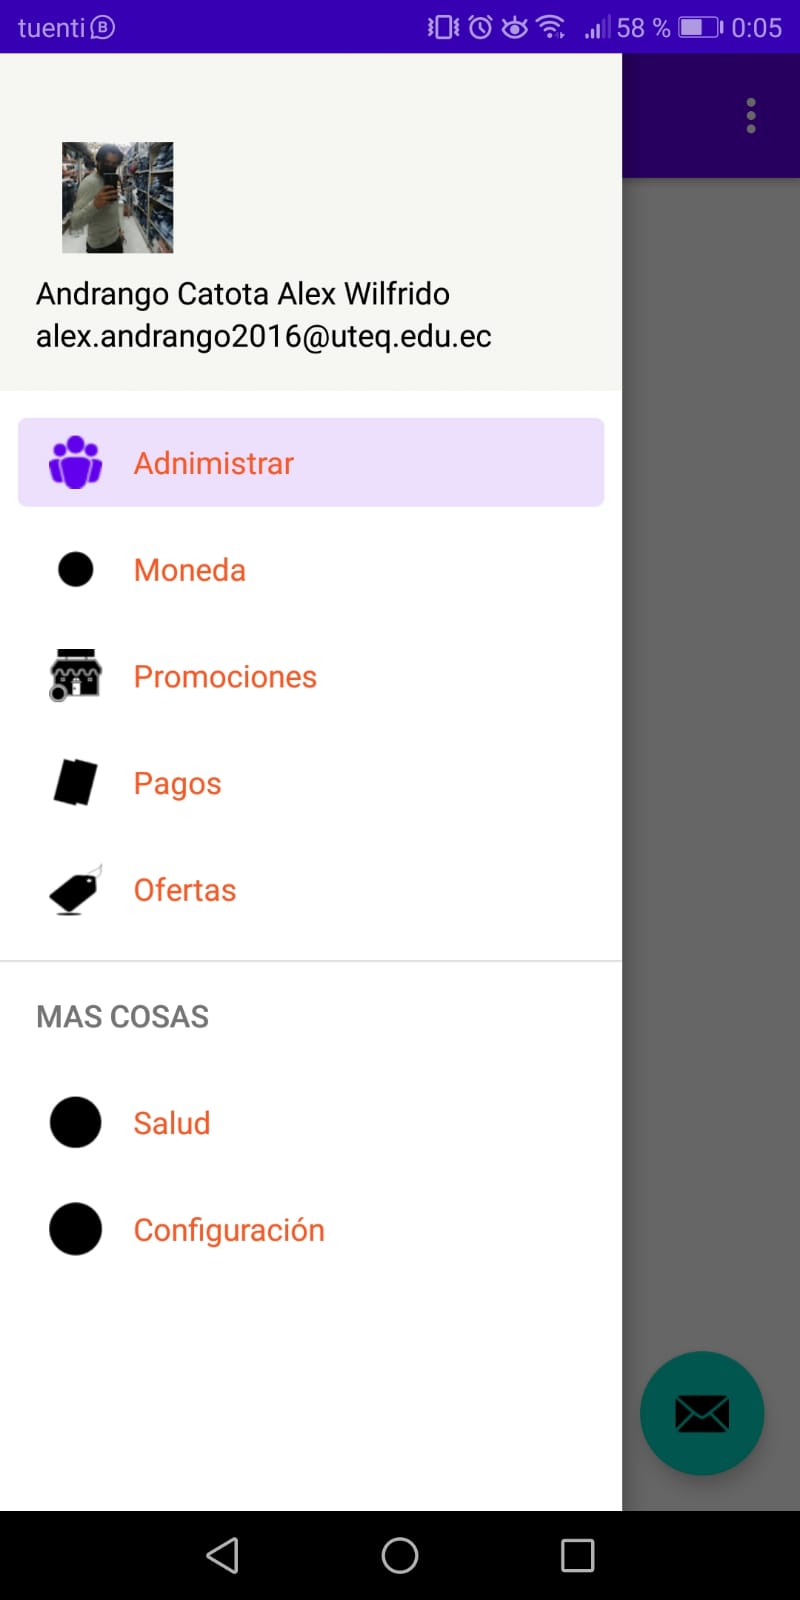 tuenti B 58 % 0:05
Andrango Catota Alex Wilfrido
alex.andrango2016@uteq.edu.ec
Adnimistrar
Moneda
Promociones
Pagos
Ofertas
MAS COSAS
Salud
Configuración